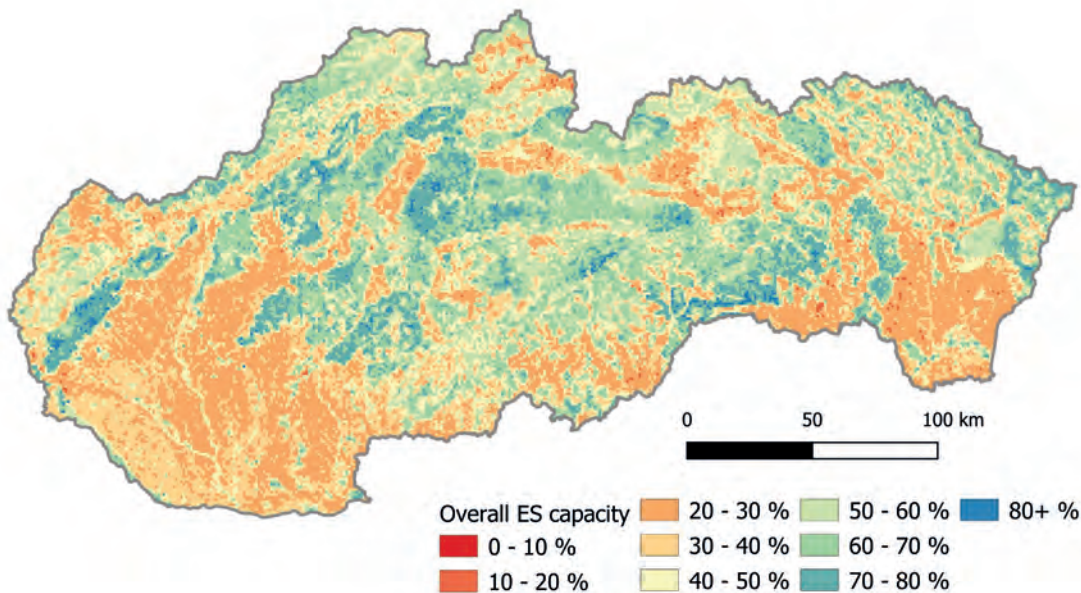 0 50 100 km
Overall ES capacity
0 - 10 %
10 - 20 %
20 - 30 %
30 - 40 %
40 - 50 %
50 - 60 %
60 - 70 %
70 - 80 %
80+ %